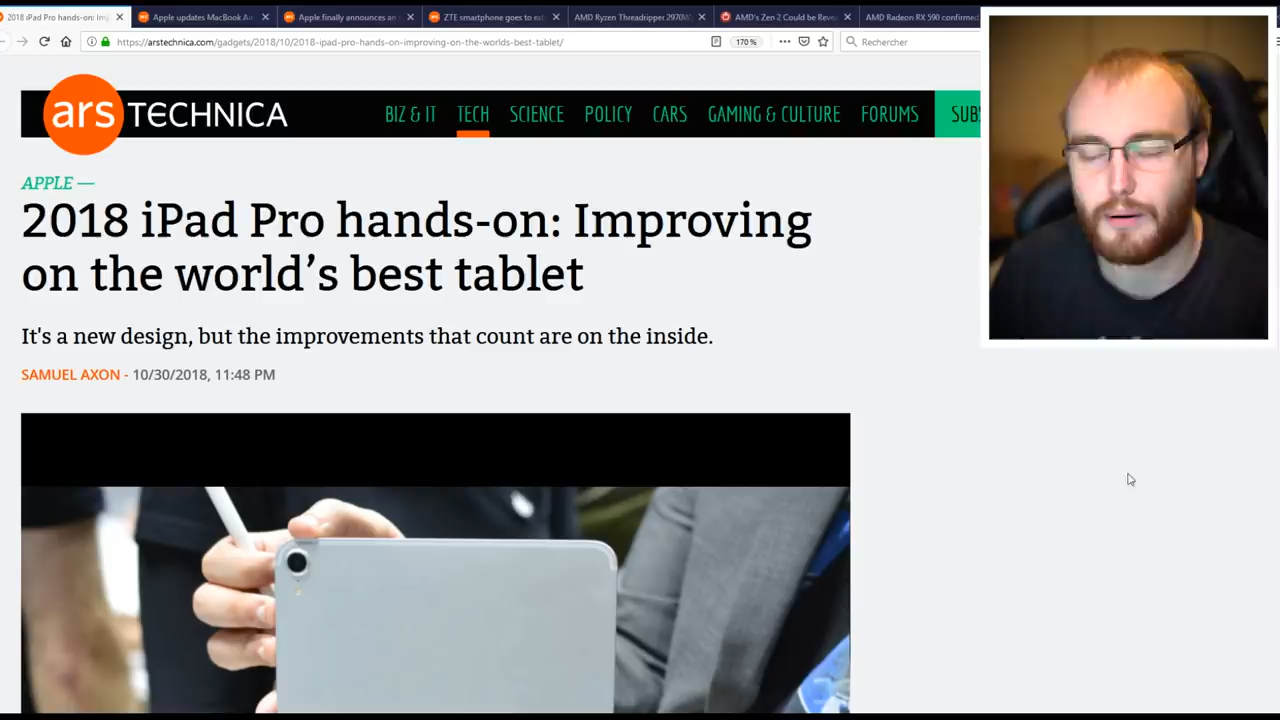 2018 iPad Pro hands-on: Im
Apple updates MacBook Ai
Apple finally announces an
ZTE smartphone goes to
AMD Ryzen Threadripper 2970W
AMD's Zen 2 Could be Reve
AMD Radeon RX 590 confirmed
https://arstechnica.com/gadgets/2018/10/2018-ipad-pro-hands-on-improving-on-the-worlds-best-tablet/
170 %
Rechercher
ars TECHNICA
BIZ & IT
TECH
SCIENCE
POLICY
CARS
GAMING & CULTURE
FORUMS
SUBS
APPLE —
2018 iPad Pro hands-on: Improving
on the world’s best tablet
It's a new design, but the improvements that count are on the inside.
SAMUEL AXON - 10/30/2018, 11:48 PM